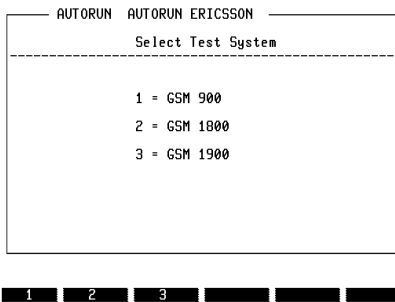 AUTORUN AUTORUN ERICSSON
Select Test System
1 = GSM 900
2 = GSM 1800
3 = GSM 1900
1 2 3